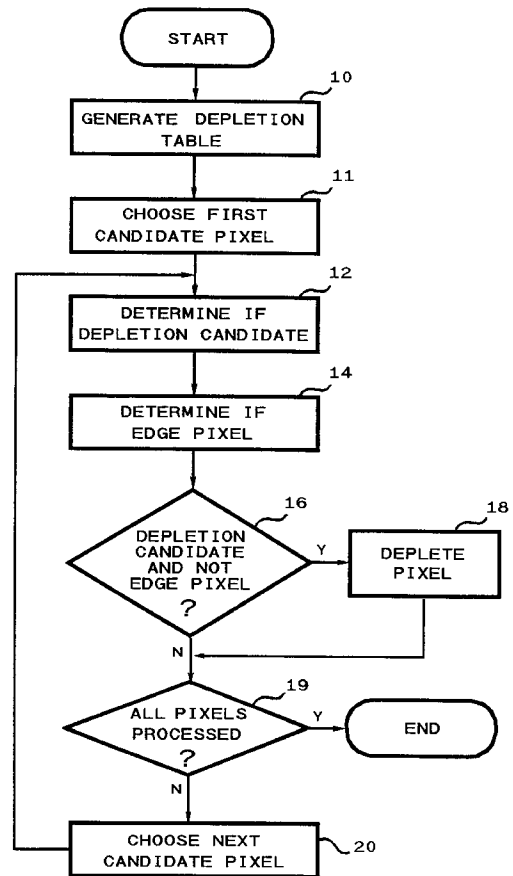 START
10
GENERATE DEPLETION
TABLE
11
CHOOSE FIRST
CANDIDATE PIXEL
12
DETERMINE IF
DEPLETION CANDIDATE
14
DETERMINE IF
EDGE PIXEL
16
DEPLETION
CANDIDATE
AND NOT
EDGE PIXEL
?
Y
18
DEPLETE
PIXEL
N
19
ALL PIXELS
PROCESSED
?
Y
END
N
CHOOSE NEXT
CANDIDATE PIXEL
20